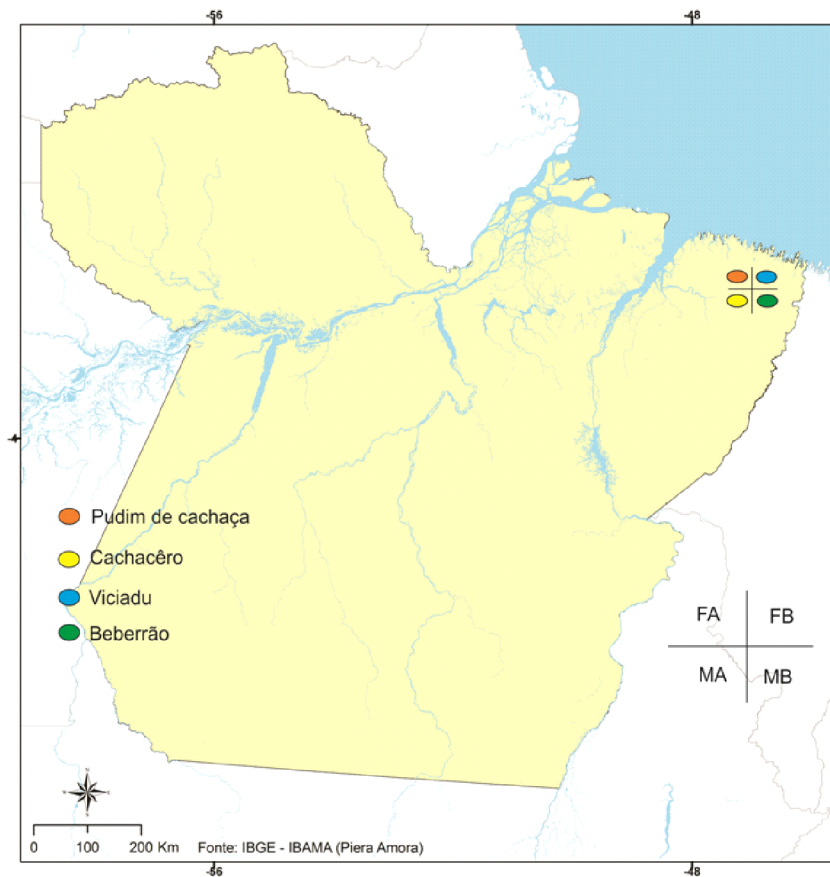 -56 -48
-4
Pudim de cachaça
Cachacêro
Viciadu
Beberrão
FA FB
MA MB
N
0 100 200 Km Fonte: IBGE - IBAMA (Piera Amora)
-56 -48